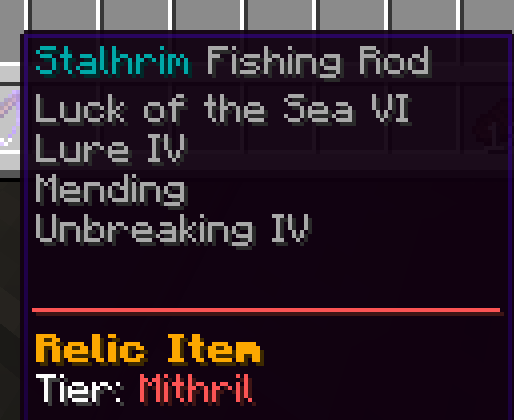 Stalhrim Fishing Rod
Luck of the Sea VI
Lure IV
Mending
Unbreaking IV
Relic Item
Tier: Mithril